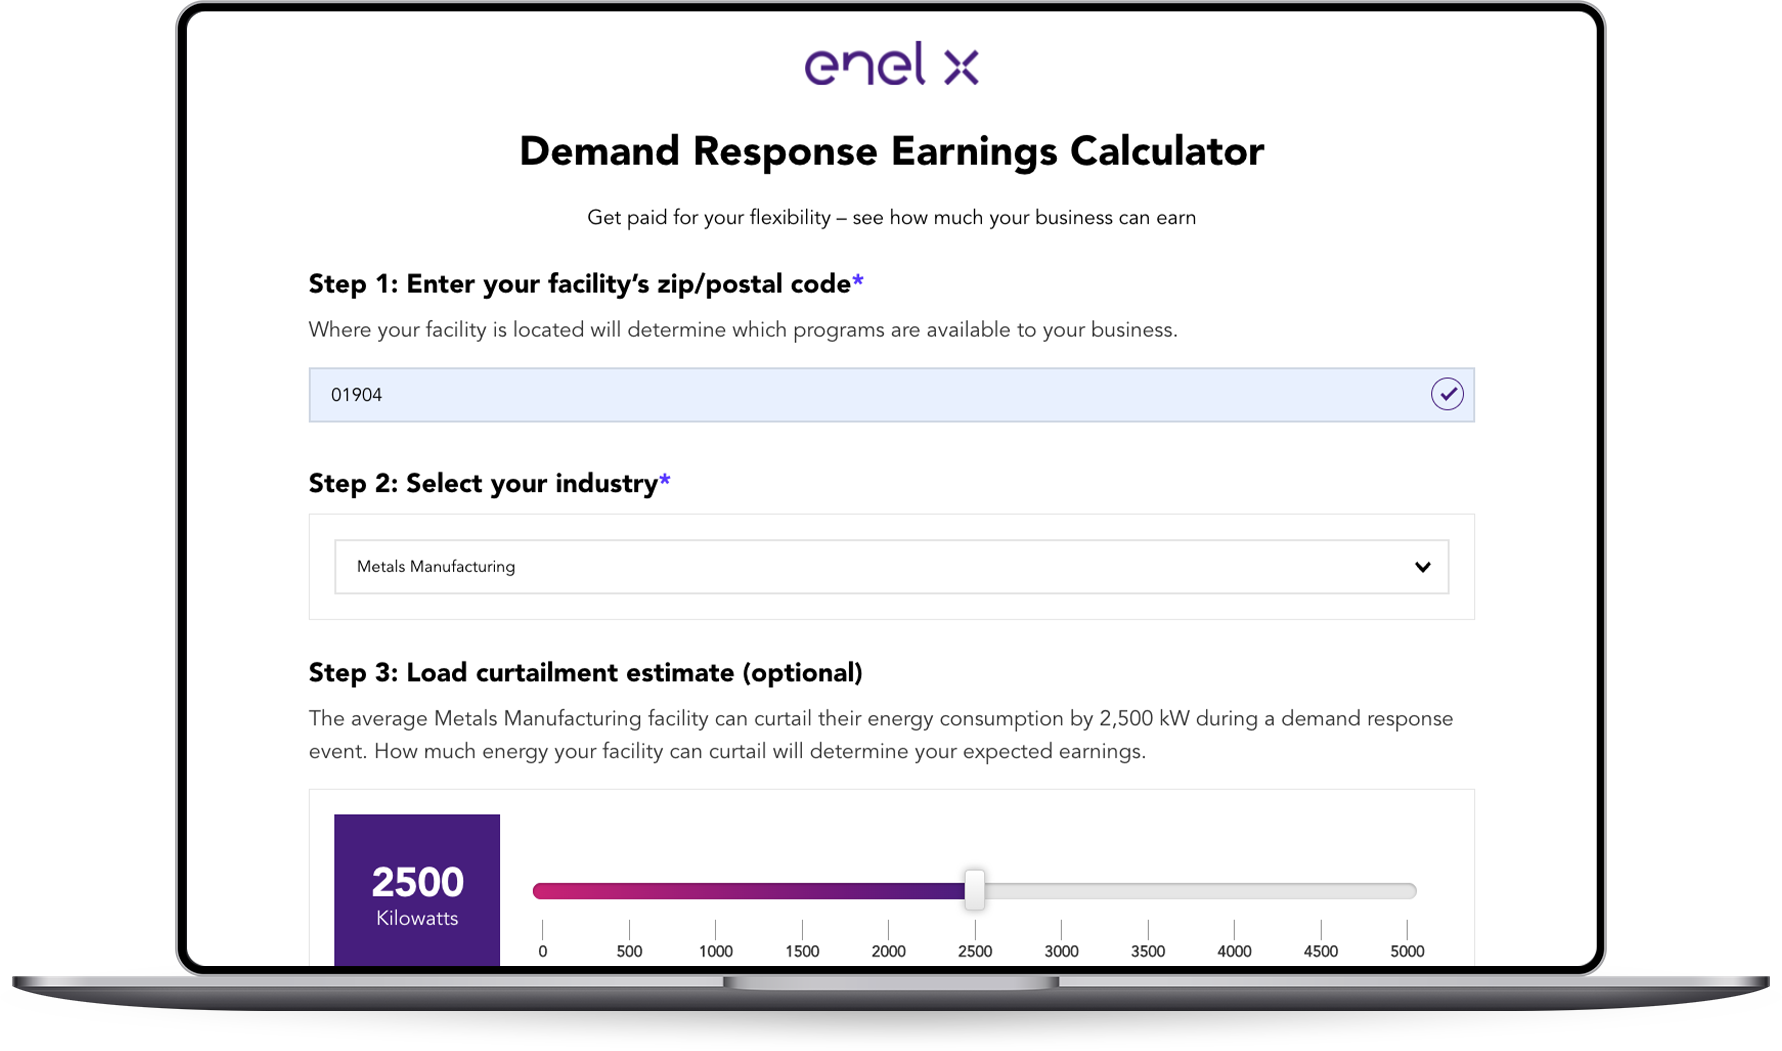 enel x
Demand Response Earnings Calculator
Get paid for your flexibility – see how much your business can earn
Step 1: Enter your facility’s zip/postal code*
Where your facility is located will determine which programs are available to your business.
01904
Step 2: Select your industry*
Metals Manufacturing
Step 3: Load curtailment estimate (optional)
The average Metals Manufacturing facility can curtail their energy consumption by 2,500 kW during a demand response
event. How much energy your facility can curtail will determine your expected earnings.
2500
Kilowatts
0 500 1000 1500 2000 2500 3000 3500 4000 4500 5000